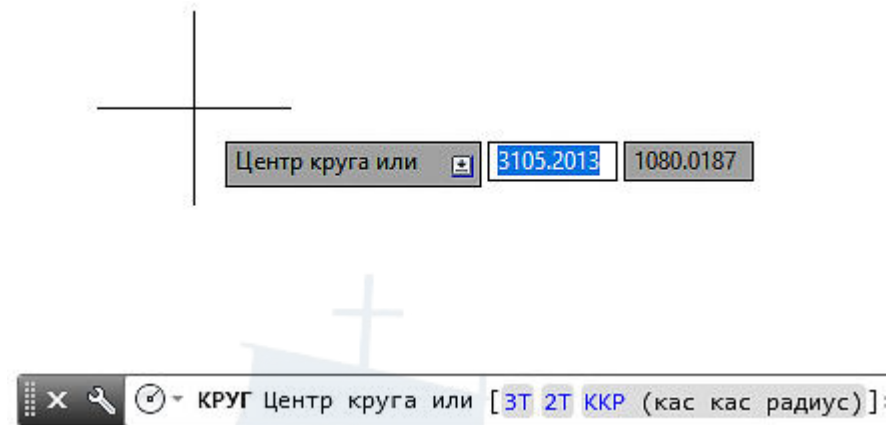 Центр круга или 3105.2013 1080.0187
КРУГ Центр круга или [3Т 2Т ККР (кас кас радиус)]: